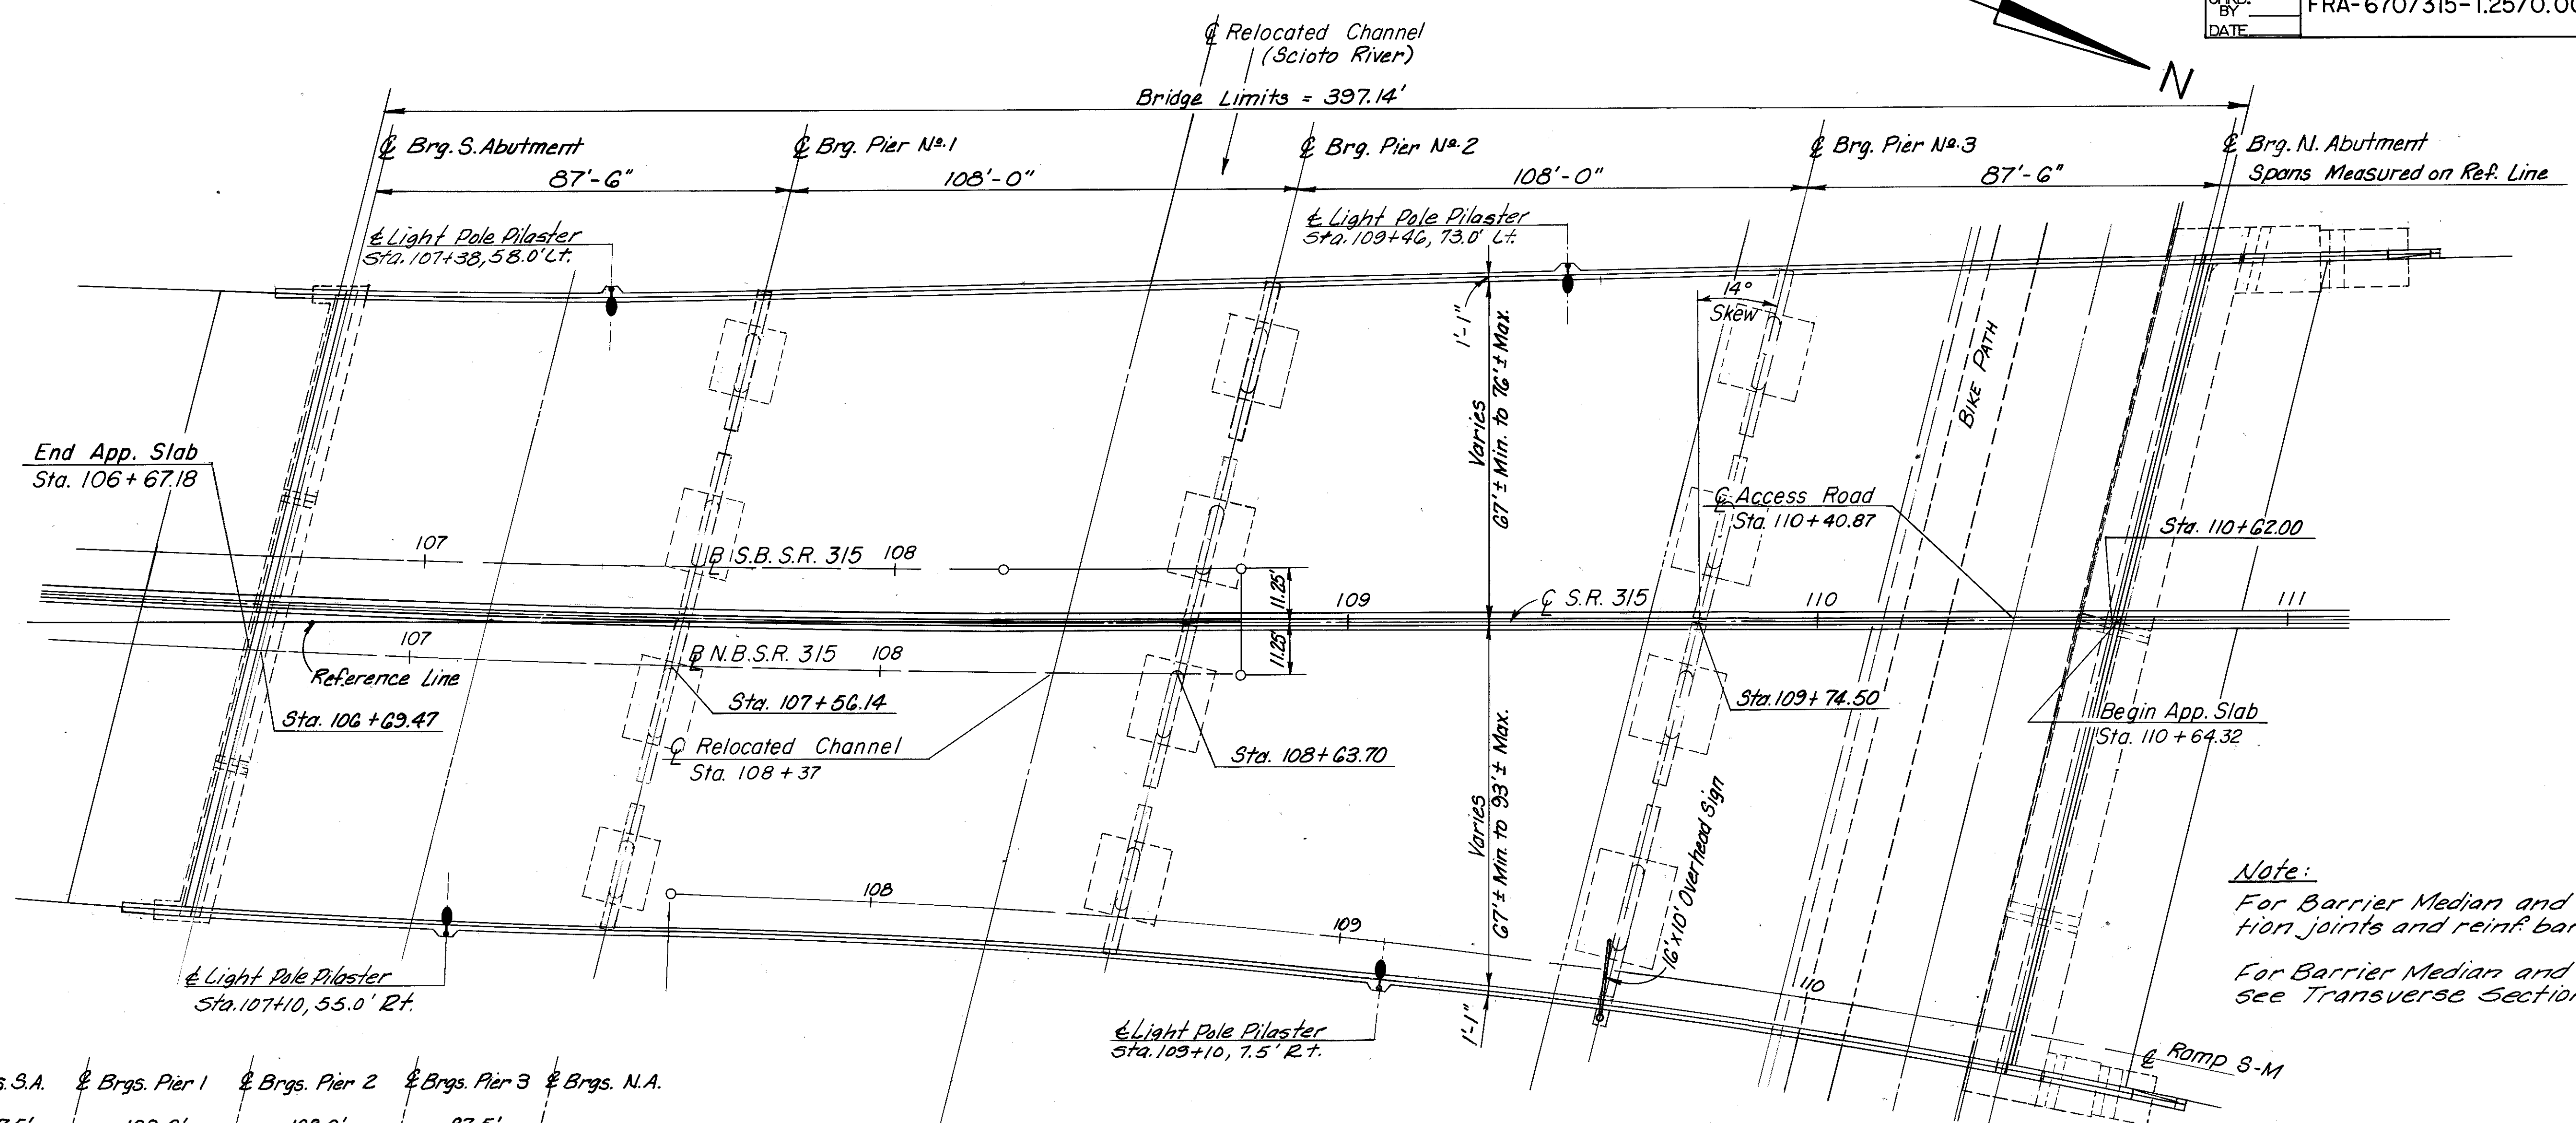 BY
DATE
FRA-670/315-1.25/0.00
℄ Relocated Channel
(Scioto River)
N
Bridge Limits = 397.14'
℄ Brg. S. Abutment
℄ Brg. Pier Nº.1
℄ Brg. Pier Nº.2
℄ Brg. Pier Nº.3
℄ Brg. N. Abutment
87'-6"
108'-0"
108'-0"
87'-6"
Spans Measured on Ref. Line
℄ Light Pole Pilaster
Sta. 107+38, 58.0' Lt.
℄ Light Pole Pilaster
Sta. 109+46, 73.0' Lt.
14°
Skew
1'-1"
Varies
67'± Min. to 76'± Max.
BIKE PATH
End App. Slab
Sta. 106+67.18
℄ Access Road
Sta. 110+40.87
Sta. 110+62.00
107
B S.B. S.R. 315
108
11.25'
109
℄ S.R. 315
110
111
107
B N.B. S.R. 315
108
11.25'
Reference Line
Sta. 106+69.47
Sta. 107+56.14
℄ Relocated Channel
Sta. 108+37
Sta. 108+63.70
Sta. 109+74.50
Begin App. Slab
Sta. 110+64.32
Varies
67'± Min. to 93'± Max.
16'x10' Overhead Sign
108
109
110
1'-1"
Note:
For Barrier Median and
tion joints and reinf. bar
For Barrier Median and
see Transverse Section
℄ Light Pole Pilaster
Sta. 107+10, 55.0' Rt.
℄ Light Pole Pilaster
Sta. 109+10, 7.5' Rt.
℄ Ramp S-M
S.A.
℄ Brgs. Pier 1
℄ Brgs. Pier 2
℄ Brgs. Pier 3
℄ Brgs. N.A.